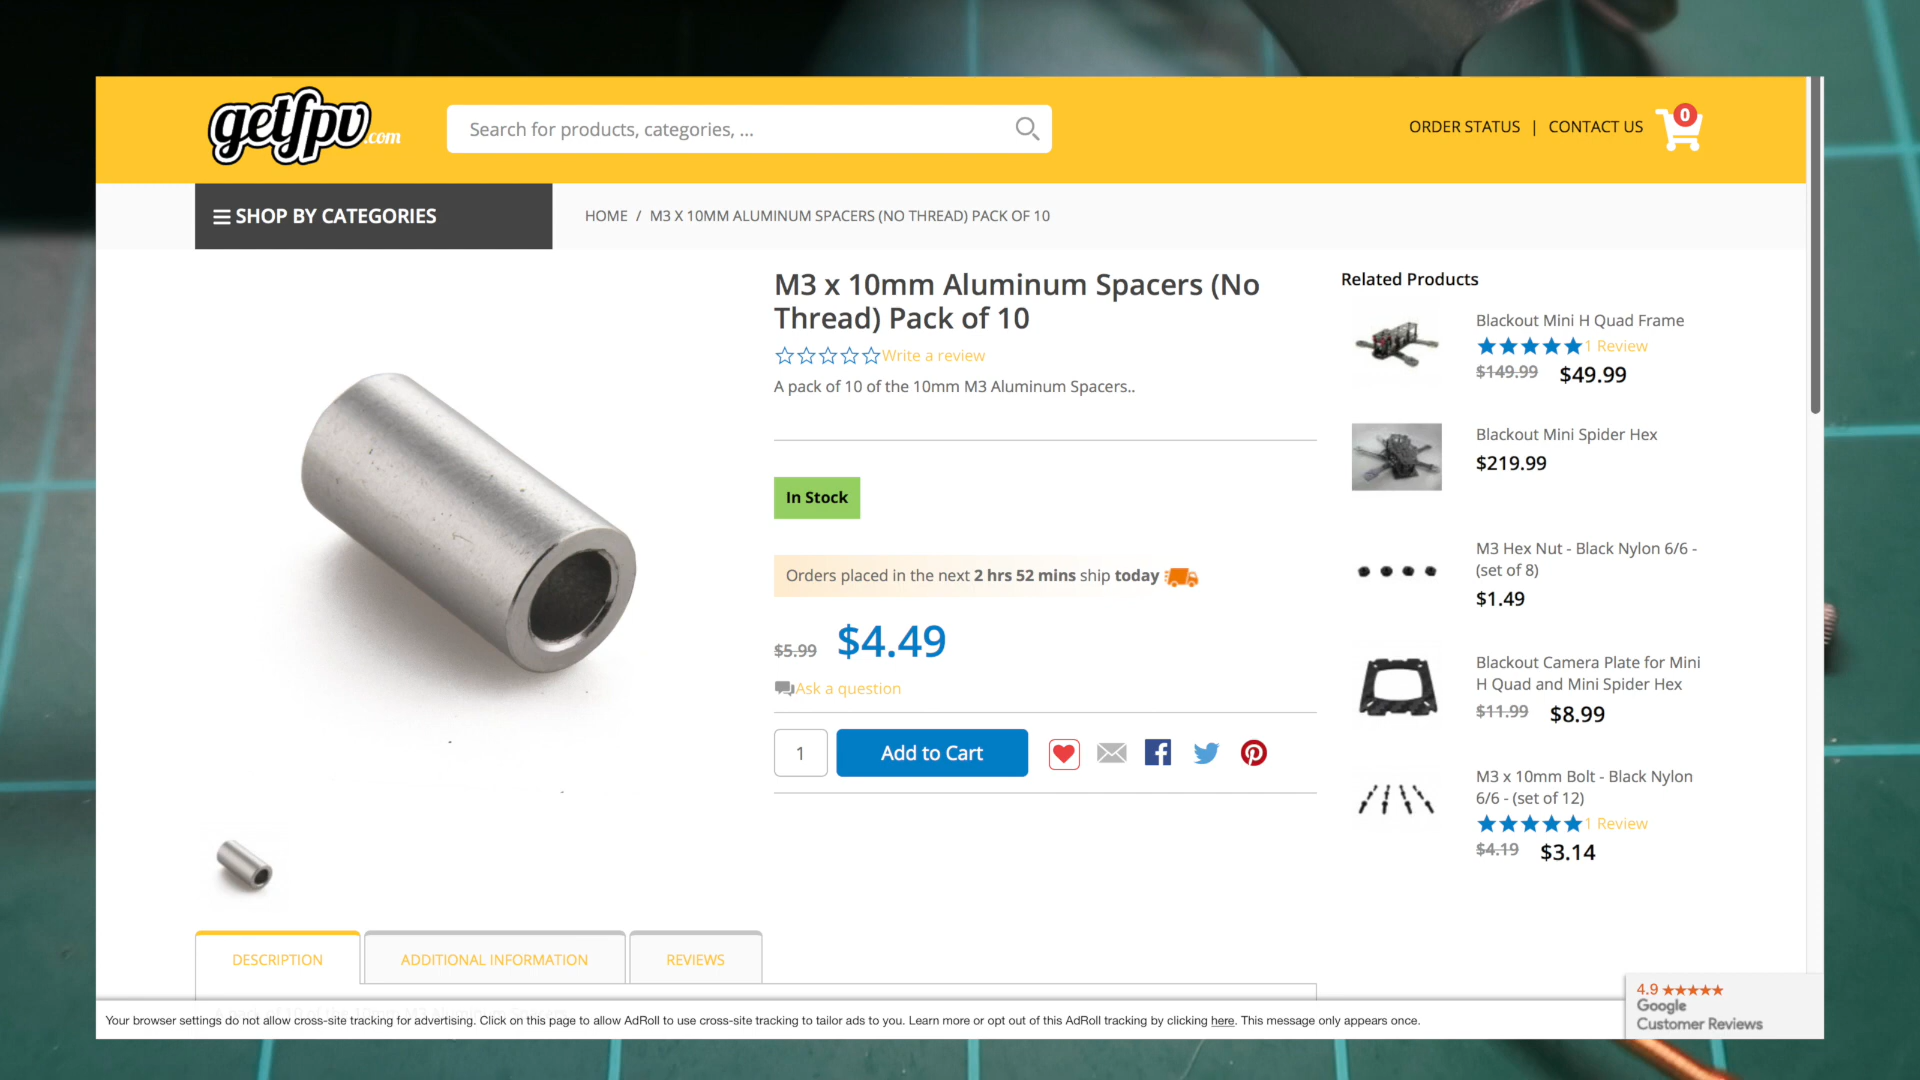 getfpv.com
Search for products, categories, ...
ORDER STATUS | CONTACT US
0
SHOP BY CATEGORIES
HOME / M3 X 10MM ALUMINUM SPACERS (NO THREAD) PACK OF 10
M3 x 10mm Aluminum Spacers (No
Thread) Pack of 10
Write a review
A pack of 10 of the 10mm M3 Aluminum Spacers..
In Stock
Orders placed in the next 2 hrs 52 mins ship today
$5.99 $4.49
Ask a question
1
Add to Cart
Related Products
Blackout Mini H Quad Frame
1 Review
$149.99 $49.99
Blackout Mini Spider Hex
$219.99
M3 Hex Nut - Black Nylon 6/6 -
(set of 8)
$1.49
Blackout Camera Plate for Mini
H Quad and Mini Spider Hex
$11.99 $8.99
M3 x 10mm Bolt - Black Nylon
6/6 - (set of 12)
1 Review
$4.19 $3.14
DESCRIPTION
ADDITIONAL INFORMATION
REVIEWS
Your browser settings do not allow cross-site tracking for advertising. Click on this page to allow AdRoll to use cross-site tracking to tailor ads to you. Learn more or opt out of this AdRoll tracking by clicking here. This message only appears once.
4.9
Google
Customer Reviews